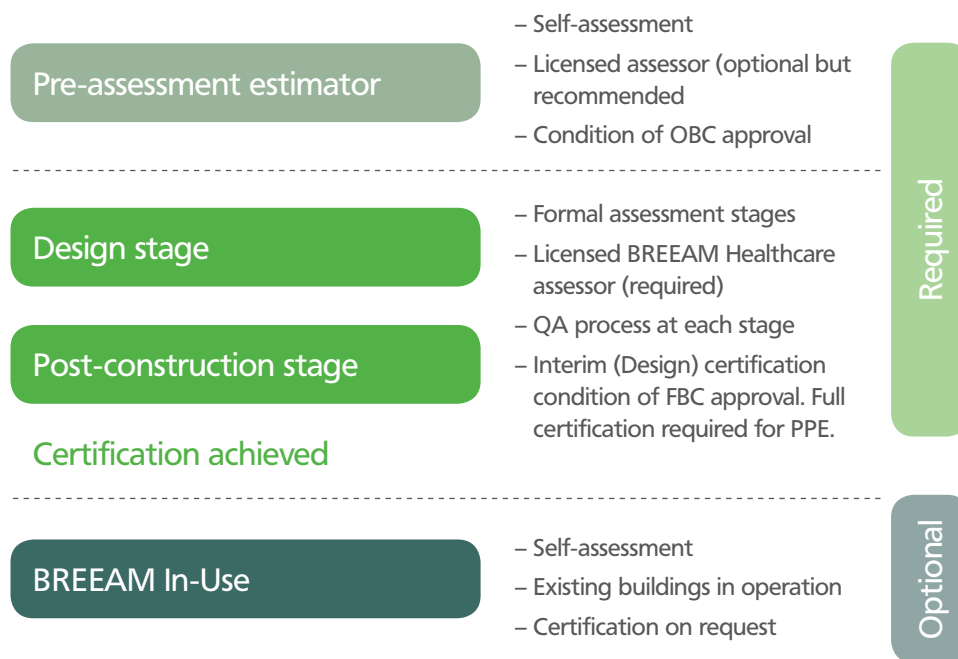 Pre-assessment estimator
– Self-assessment
– Licensed assessor (optional but
recommended
– Condition of OBC approval
Required
Design stage
Post-construction stage
Certification achieved
– Formal assessment stages
– Licensed BREEAM Healthcare
assessor (required)
– QA process at each stage
– Interim (Design) certification
condition of FBC approval. Full
certification required for PPE.
BREEAM In-Use
– Self-assessment
– Existing buildings in operation
– Certification on request
Optional